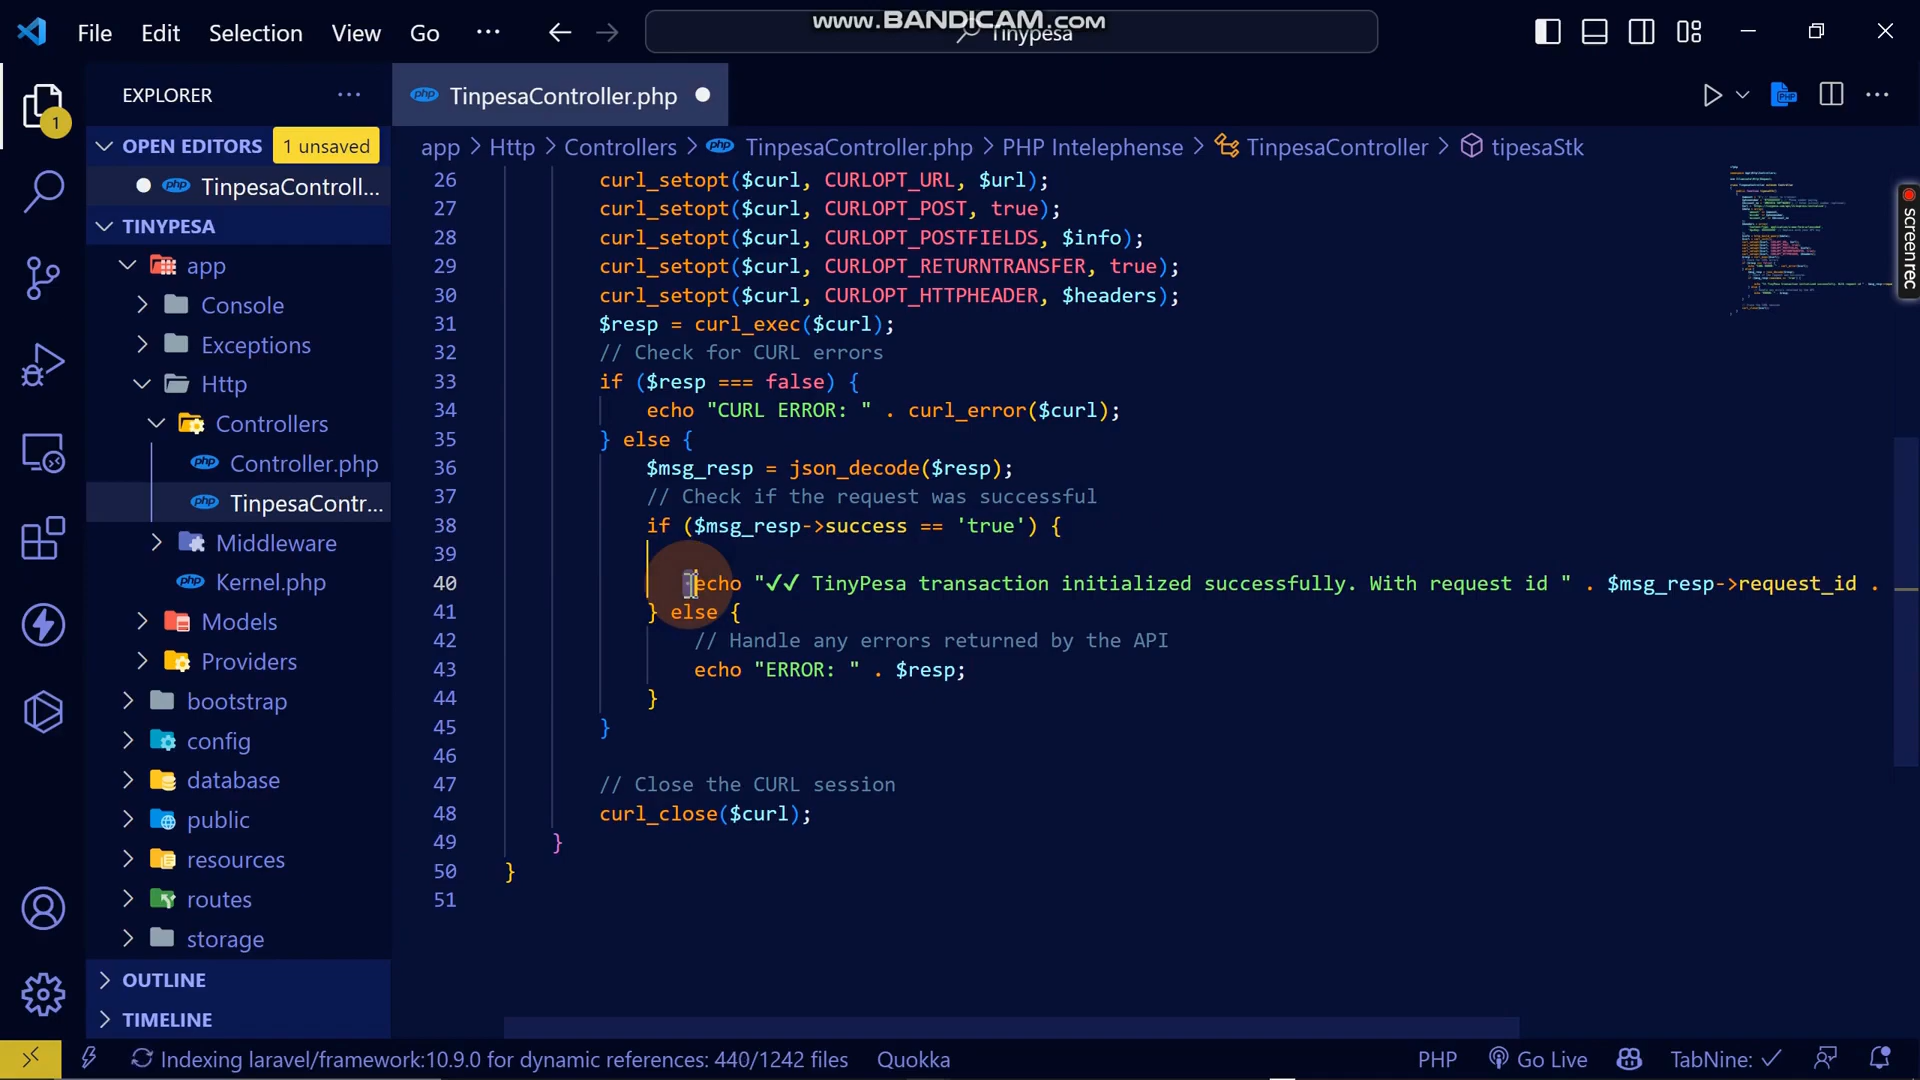 www.BANDICAM.com
File Edit Selection View Go ··· Tinypesa
EXPLORER ···
TinpesaController.php
1
OPEN EDITORS 1 unsaved
TinpesaControll...
TINYPESA
app
Console
Exceptions
Http
Controllers
Controller.php
TinpesaContr...
Middleware
Kernel.php
Models
Providers
bootstrap
config
database
public
resources
routes
storage
OUTLINE
TIMELINE
app > Http > Controllers > TinpesaController.php > PHP Intelephense > TinpesaController > tipesaStk
26 curl_setopt($curl, CURLOPT_URL, $url);
27 curl_setopt($curl, CURLOPT_POST, true);
28 curl_setopt($curl, CURLOPT_POSTFIELDS, $info);
29 curl_setopt($curl, CURLOPT_RETURNTRANSFER, true);
30 curl_setopt($curl, CURLOPT_HTTPHEADER, $headers);
31 $resp = curl_exec($curl);
32 // Check for CURL errors
33 if ($resp === false) {
34 echo "CURL ERROR: " . curl_error($curl);
35 } else {
36 $msg_resp = json_decode($resp);
37 // Check if the request was successful
38 if ($msg_resp->success == 'true') {
39
40 echo "✓✓ TinyPesa transaction initialized successfully. With request id " . $msg_resp->request_id .
41 } else {
42 // Handle any errors returned by the API
43 echo "ERROR: " . $resp;
44 }
45 }
46
47 // Close the CURL session
48 curl_close($curl);
49 }
50 }
51
screenrec
Indexing laravel/framework:10.9.0 for dynamic references: 440/1242 files Quokka PHP Go Live TabNine: ✓